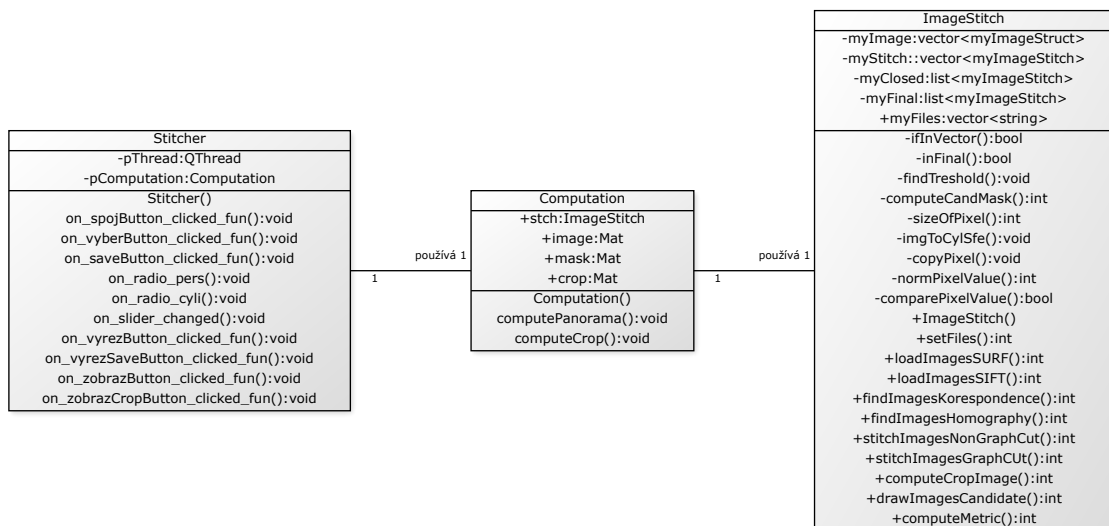 Stitcher
-pThread:QThread
-pComputation:Computation
Stitcher()
on_spojButton_clicked_fun():void
on_vyberButton_clicked_fun():void
on_saveButton_clicked_fun():void
on_radio_pers():void
on_radio_cyli():void
on_slider_changed():void
on_vyrezButton_clicked_fun():void
on_vyrezSaveButton_clicked_fun():void
on_zobrazButton_clicked_fun():void
on_zobrazCropButton_clicked_fun():void
používá 1
1
Computation
+stch:ImageStitch
+image:Mat
+mask:Mat
+crop:Mat
Computation()
computePanorama():void
computeCrop():void
používá 1
1
ImageStitch
-myImage:vector<myImageStruct>
-myStitch::vector<myImageStitch>
-myClosed:list<myImageStitch>
-myFinal:list<myImageStitch>
+myFiles:vector<string>
-ifInVector():bool
-inFinal():bool
-findTreshold():void
-computeCandMask():int
-sizeOfPixel():int
-imgToCylSfe():void
-copyPixel():void
-normPixelValue():int
-comparePixelValue():bool
+ImageStitch()
+setFiles():int
+loadImagesSURF():int
+loadImagesSIFT():int
+findImagesKorespondence():int
+findImagesHomography():int
+stitchImagesNonGraphCut():int
+stitchImagesGraphCUt():int
+computeCropImage():int
+drawImagesCandidate():int
+computeMetric():int